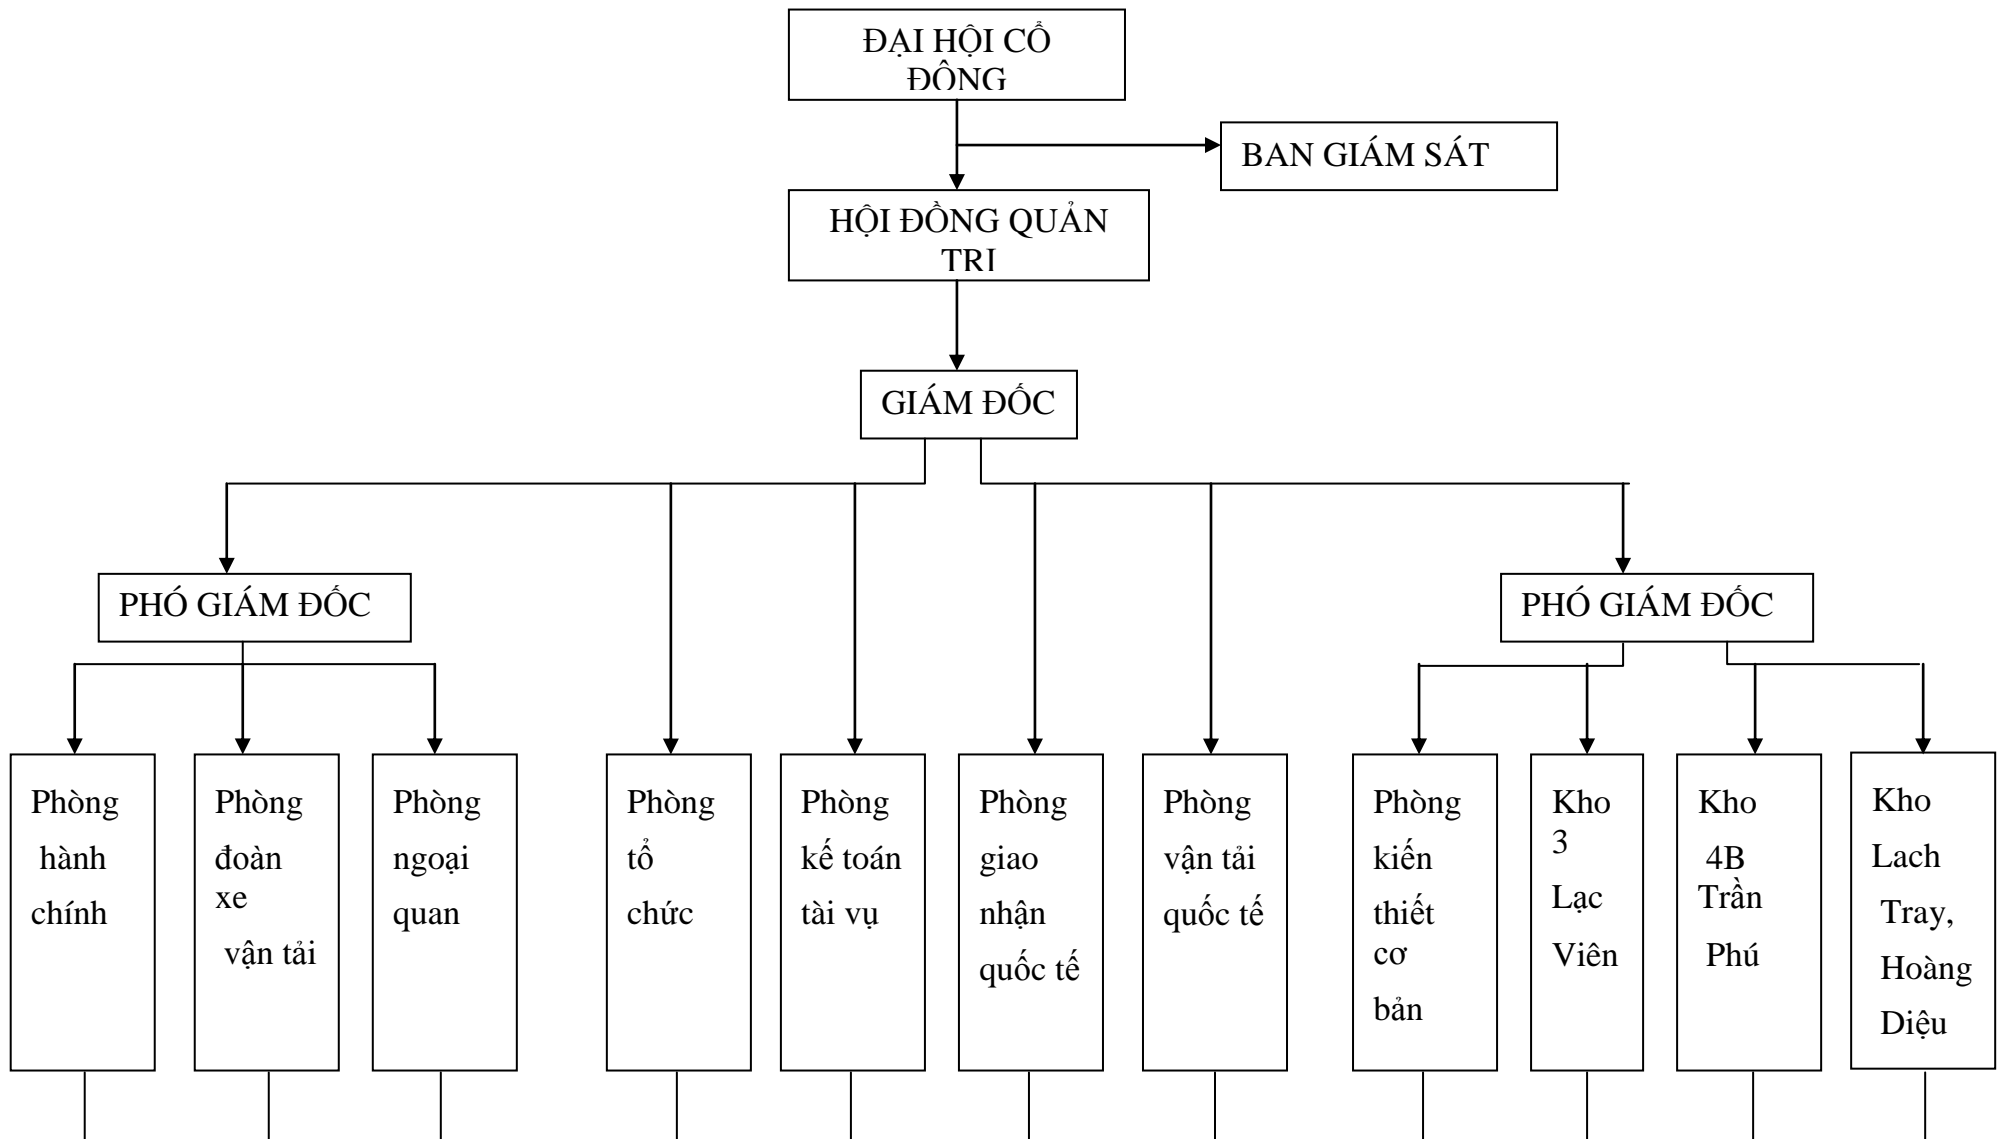 ĐẠI HỘI CỔ
ĐÔNG
BAN GIÁM SÁT
HỘI ĐỒNG QUẢN
TRỊ
GIÁM ĐỐC
PHÓ GIÁM ĐỐC
PHÓ GIÁM ĐỐC
Phòng
hành
chính
Phòng
đoàn
xe
vận tải
Phòng
ngoại
quan
Phòng
tổ
chức
Phòng
kế toán
tài vụ
Phòng
giao
nhận
quốc tế
Phòng
vận tải
quốc tế
Phòng
kiến
thiết
cơ
bản
Kho
3
Lạc
Viên
Kho
4B
Trần
Phú
Kho
Lach
Tray,
Hoàng
Diệu